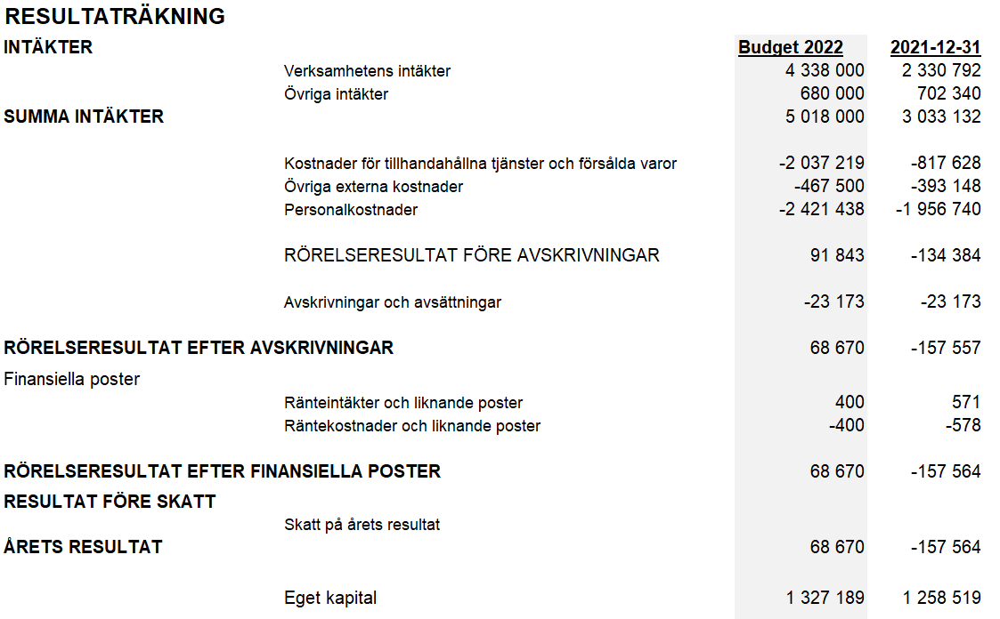 RESULTATRÄKNING
INTÄKTER Budget 2022 2021-12-31
Verksamhetens intäkter 4 338 000 2 330 792
Övriga intäkter 680 000 702 340
SUMMA INTÄKTER 5 018 000 3 033 132
Kostnader för tillhandahållna tjänster och försålda varor -2 037 219 -817 628
Övriga externa kostnader -467 500 -393 148
Personalkostnader -2 421 438 -1 956 740
RÖRELSERESULTAT FÖRE AVSKRIVNINGAR 91 843 -134 384
Avskrivningar och avsättningar -23 173 -23 173
RÖRELSERESULTAT EFTER AVSKRIVNINGAR 68 670 -157 557
Finansiella poster
Ränteintäkter och liknande poster 400 571
Räntekostnader och liknande poster -400 -578
RÖRELSERESULTAT EFTER FINANSIELLA POSTER 68 670 -157 564
RESULTAT FÖRE SKATT
Skatt på årets resultat
ÅRETS RESULTAT 68 670 -157 564
Eget kapital 1 327 189 1 258 519